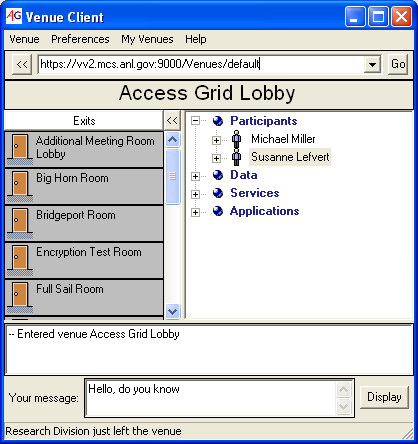 AG Venue Client
Venue Preferences My Venues Help
<< https://vv2.mcs.anl.gov:9000/Venues/default Go
Access Grid Lobby
Exits <<
Additional Meeting Room
Lobby
Big Horn Room
Bridgeport Room
Encryption Test Room
Full Sail Room
Participants
Michael Miller
Susanne Lefvert
Data
Services
Applications
-- Entered venue Access Grid Lobby
Your message: Hello, do you know Display
Research Division just left the venue